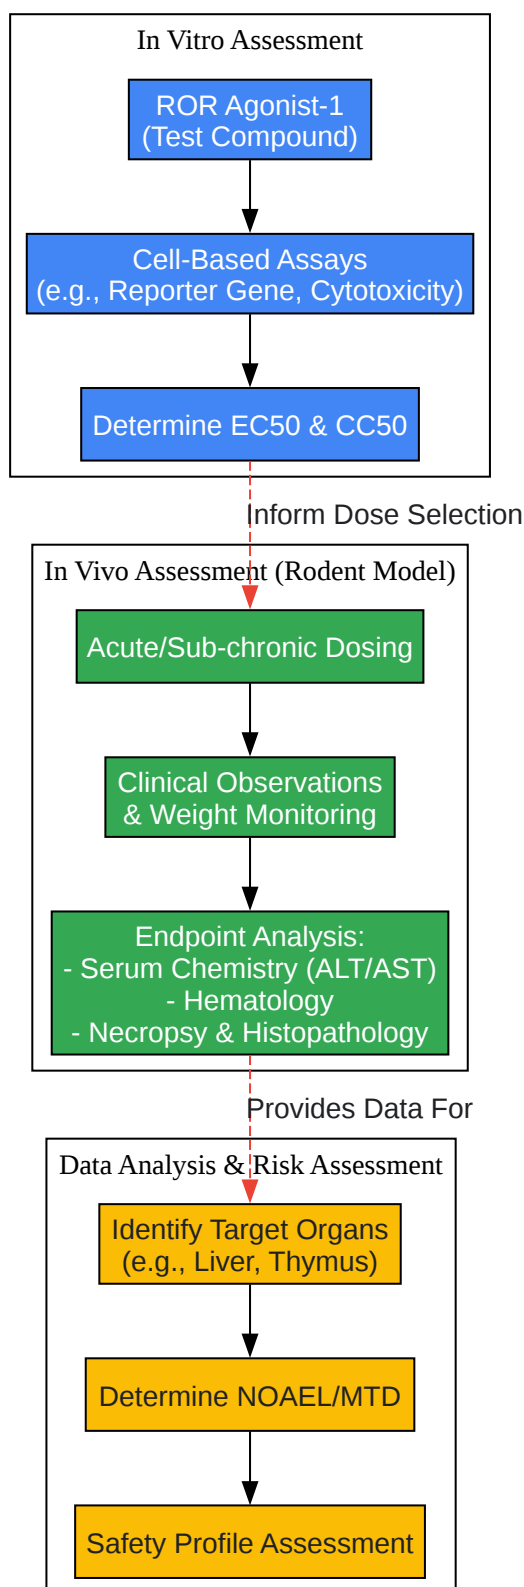 In Vitro Assessment
ROR Agonist-1
(Test Compound)
Cell-Based Assays
(e.g., Reporter Gene, Cytotoxicity)
Determine EC50 & CC50
Inform Dose Selection
In Vivo Assessment (Rodent Model)
Acute/Sub-chronic Dosing
Clinical Observations
& Weight Monitoring
Endpoint Analysis:
- Serum Chemistry (ALT/AST)
- Hematology
- Necropsy & Histopathology
Provides Data For
Data Analysis & Risk Assessment
Identify Target Organs
(e.g., Liver, Thymus)
Determine NOAEL/MTD
Safety Profile Assessment